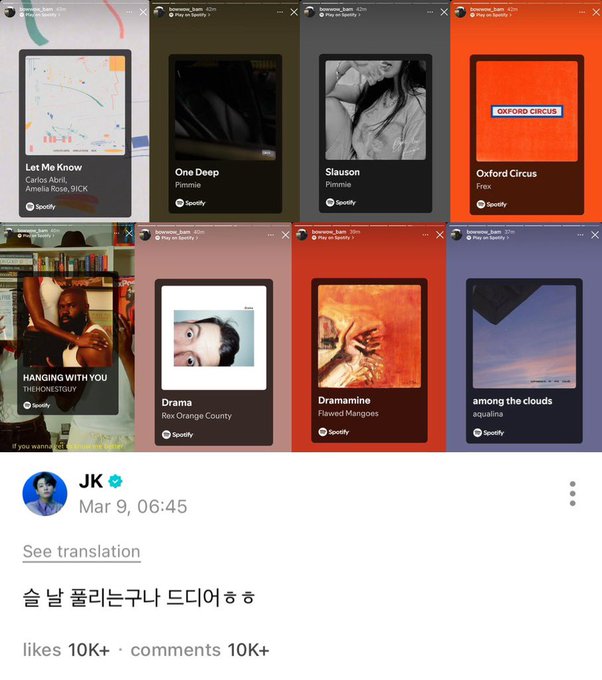 bowwow_bam 43m
Play on Spotify >
Let Me Know
Carlos Abril,
Amelia Rose, 9ICK
Spotify
bowwow_bam 42m
Play on Spotify >
One Deep
Pimmie
Spotify
bowwow_bam 42m
Play on Spotify >
Slauson
Pimmie
Spotify
bowwow_bam 42m
Play on Spotify >
OXFORD CIRCUS
Oxford Circus
Frex
Spotify
bowwow_bam 40m
Play on Spotify >
HANGING WITH YOU
THEHONESTGUY
Spotify
If you wanna get to know me better
bowwow_bam 40m
Play on Spotify >
Drama
Drama
Rex Orange County
Spotify
bowwow_bam 39m
Play on Spotify >
Dramamine
Flawed Mangoes
Spotify
bowwow_bam 37m
Play on Spotify >
among the clouds
aqualina
Spotify
JK
Mar 9, 06:45
See translation
슬 날 풀리는구나 드디어ㅎㅎ
likes 10K+ · comments 10K+